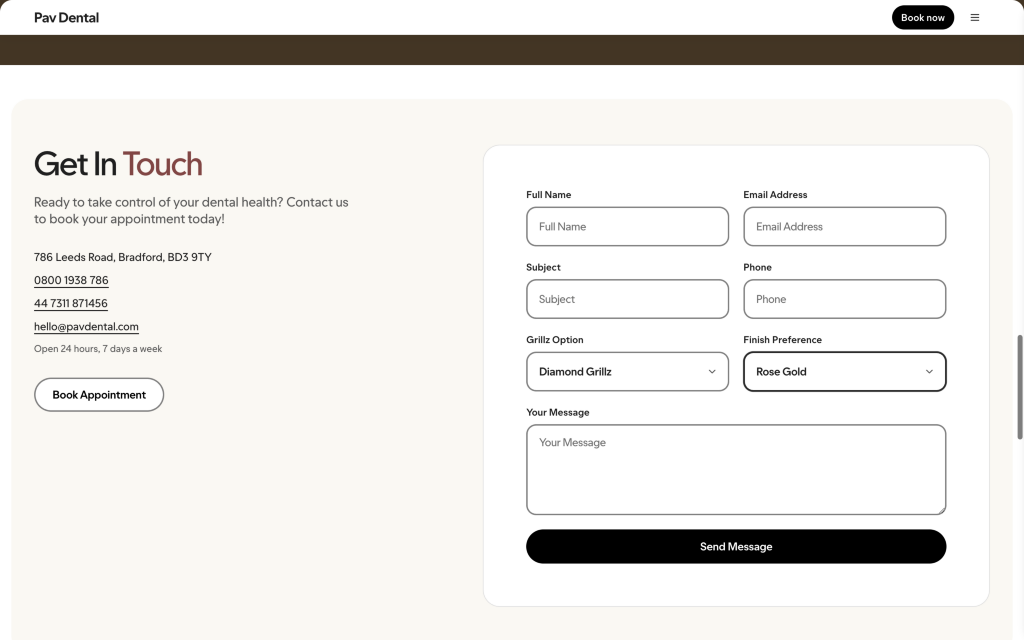 Pav Dental
Book now
Get In Touch
Ready to take control of your dental health? Contact us
to book your appointment today!
786 Leeds Road, Bradford, BD3 9TY
0800 1938 786
44 7311 871456
hello@pavdental.com
Open 24 hours, 7 days a week
Book Appointment
Full Name
Email Address
Full Name
Email Address
Subject
Phone
Subject
Phone
Grillz Option
Finish Preference
Diamond Grillz
Rose Gold
Your Message
Your Message
Send Message